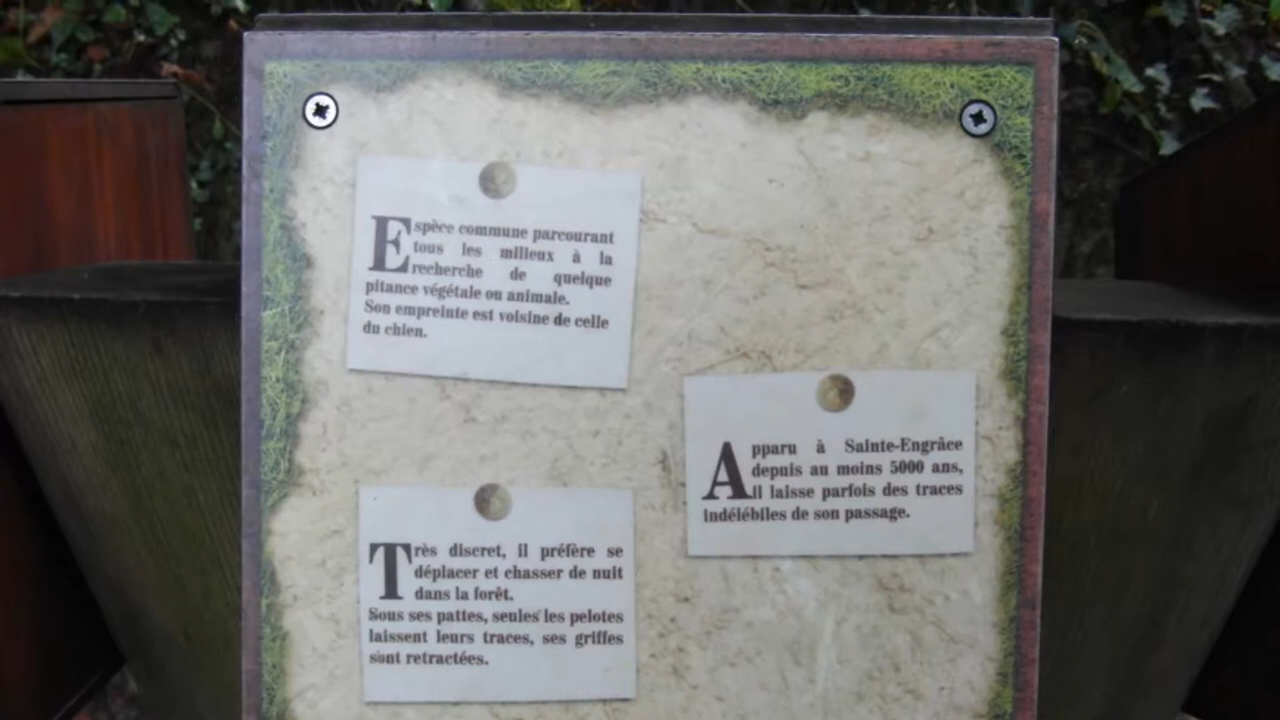 Espèce commune parcourant
tous les milieux à la
recherche de quelque
pitance végétale ou animale.
Son empreinte est voisine de celle
du chien.
Apparu à Sainte-Engrâce
depuis au moins 5000 ans,
il laisse parfois des traces
indélébiles de son passage.
Très discret, il préfère se
déplacer et chasser de nuit
dans la forêt.
Sous ses pattes, seules les pelotes
laissent leurs traces, ses griffes
sont retractées.